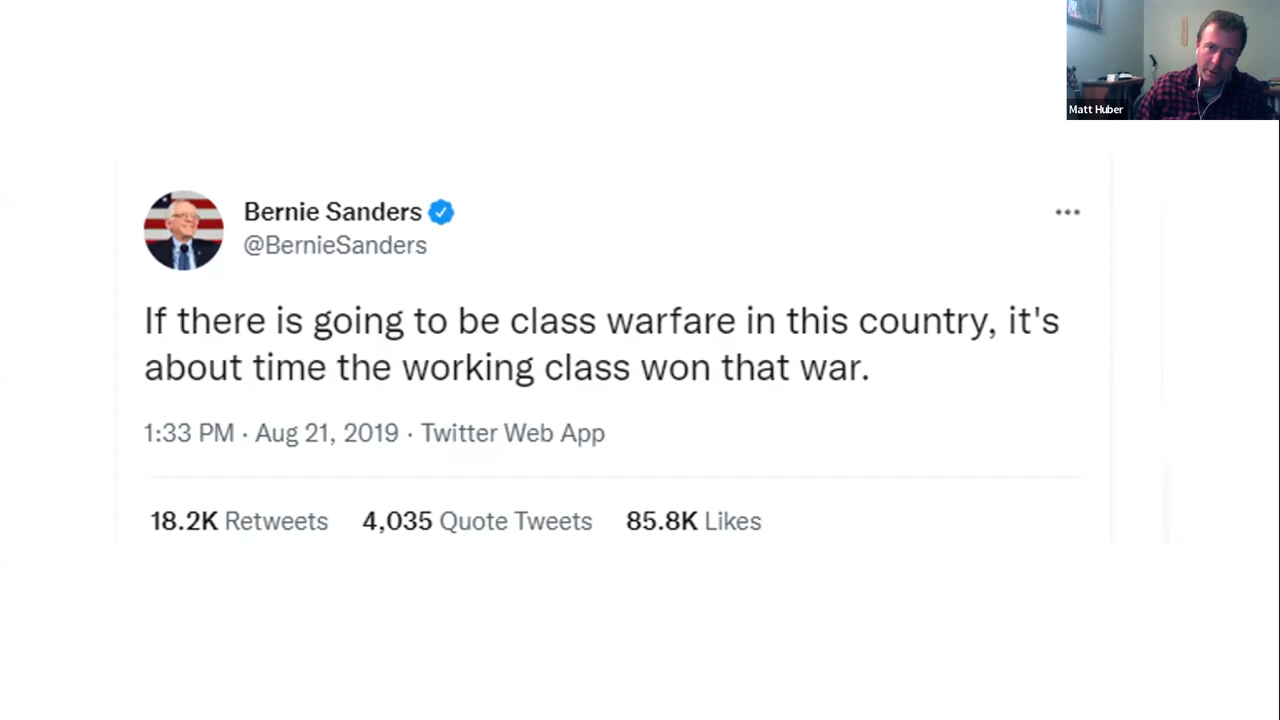 Matt Huber
Bernie Sanders
@BernieSanders
If there is going to be class warfare in this country, it's
about time the working class won that war.
1:33 PM · Aug 21, 2019 · Twitter Web App
18.2K Retweets 4,035 Quote Tweets 85.8K Likes